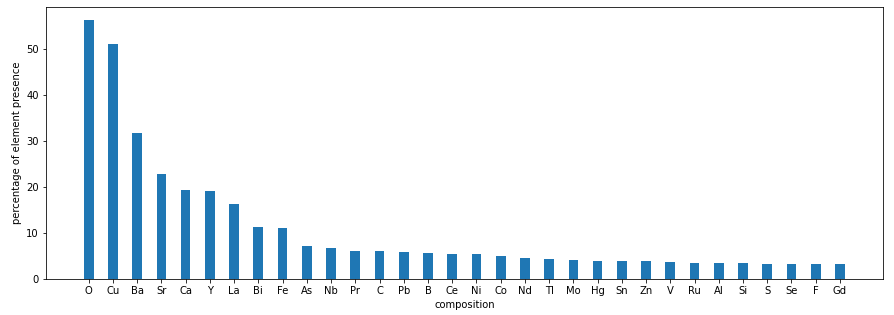 percentage of element presence
50
40
30
20
10
0
O Cu Ba Sr Ca Y La Bi Fe As Nb Pr C Pb B Ce Ni Co Nd Tl Mo Hg Sn Zn V Ru Al Si S Se F Gd
composition